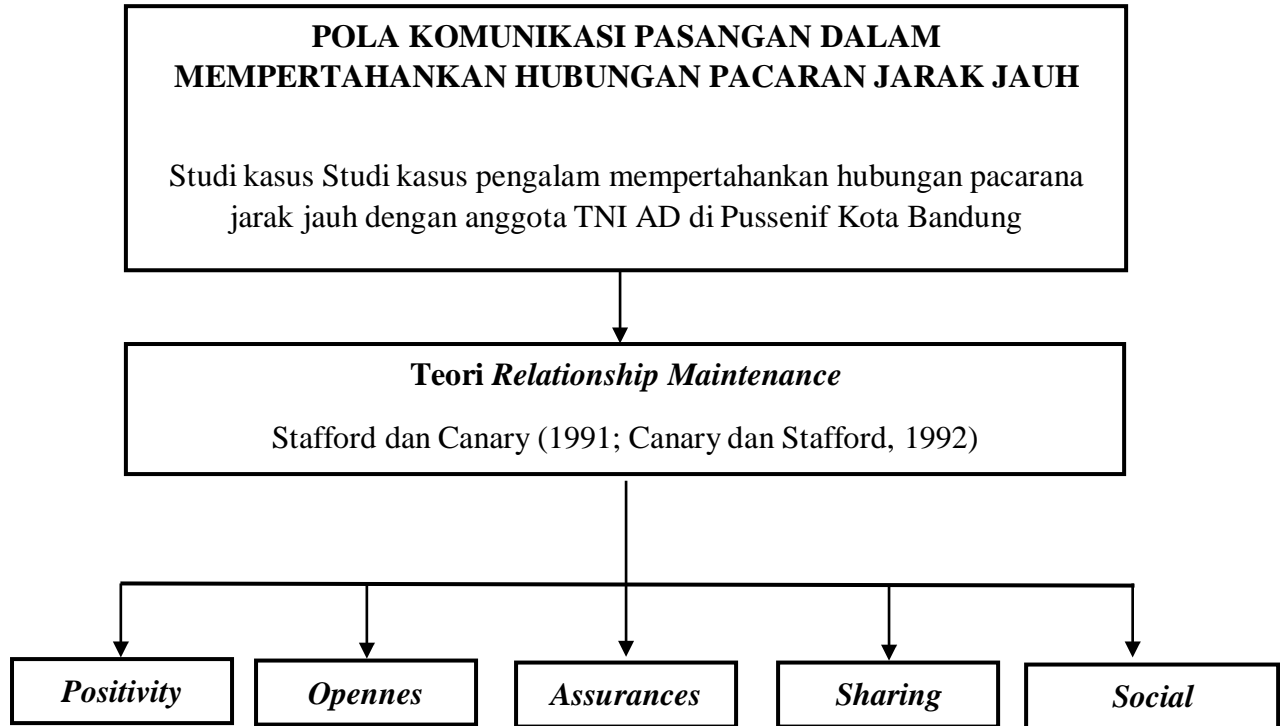 POLA KOMUNIKASI PASANGAN DALAM
MEMPERTAHANKAN HUBUNGAN PACARAN JARAK JAUH
Studi kasus Studi kasus pengalam mempertahankan hubungan pacarana
jarak jauh dengan anggota TNI AD di Pussenif Kota Bandung
Teori Relationship Maintenance
Stafford dan Canary (1991; Canary dan Stafford, 1992)
Positivity
Opennes
Assurances
Sharing
Social